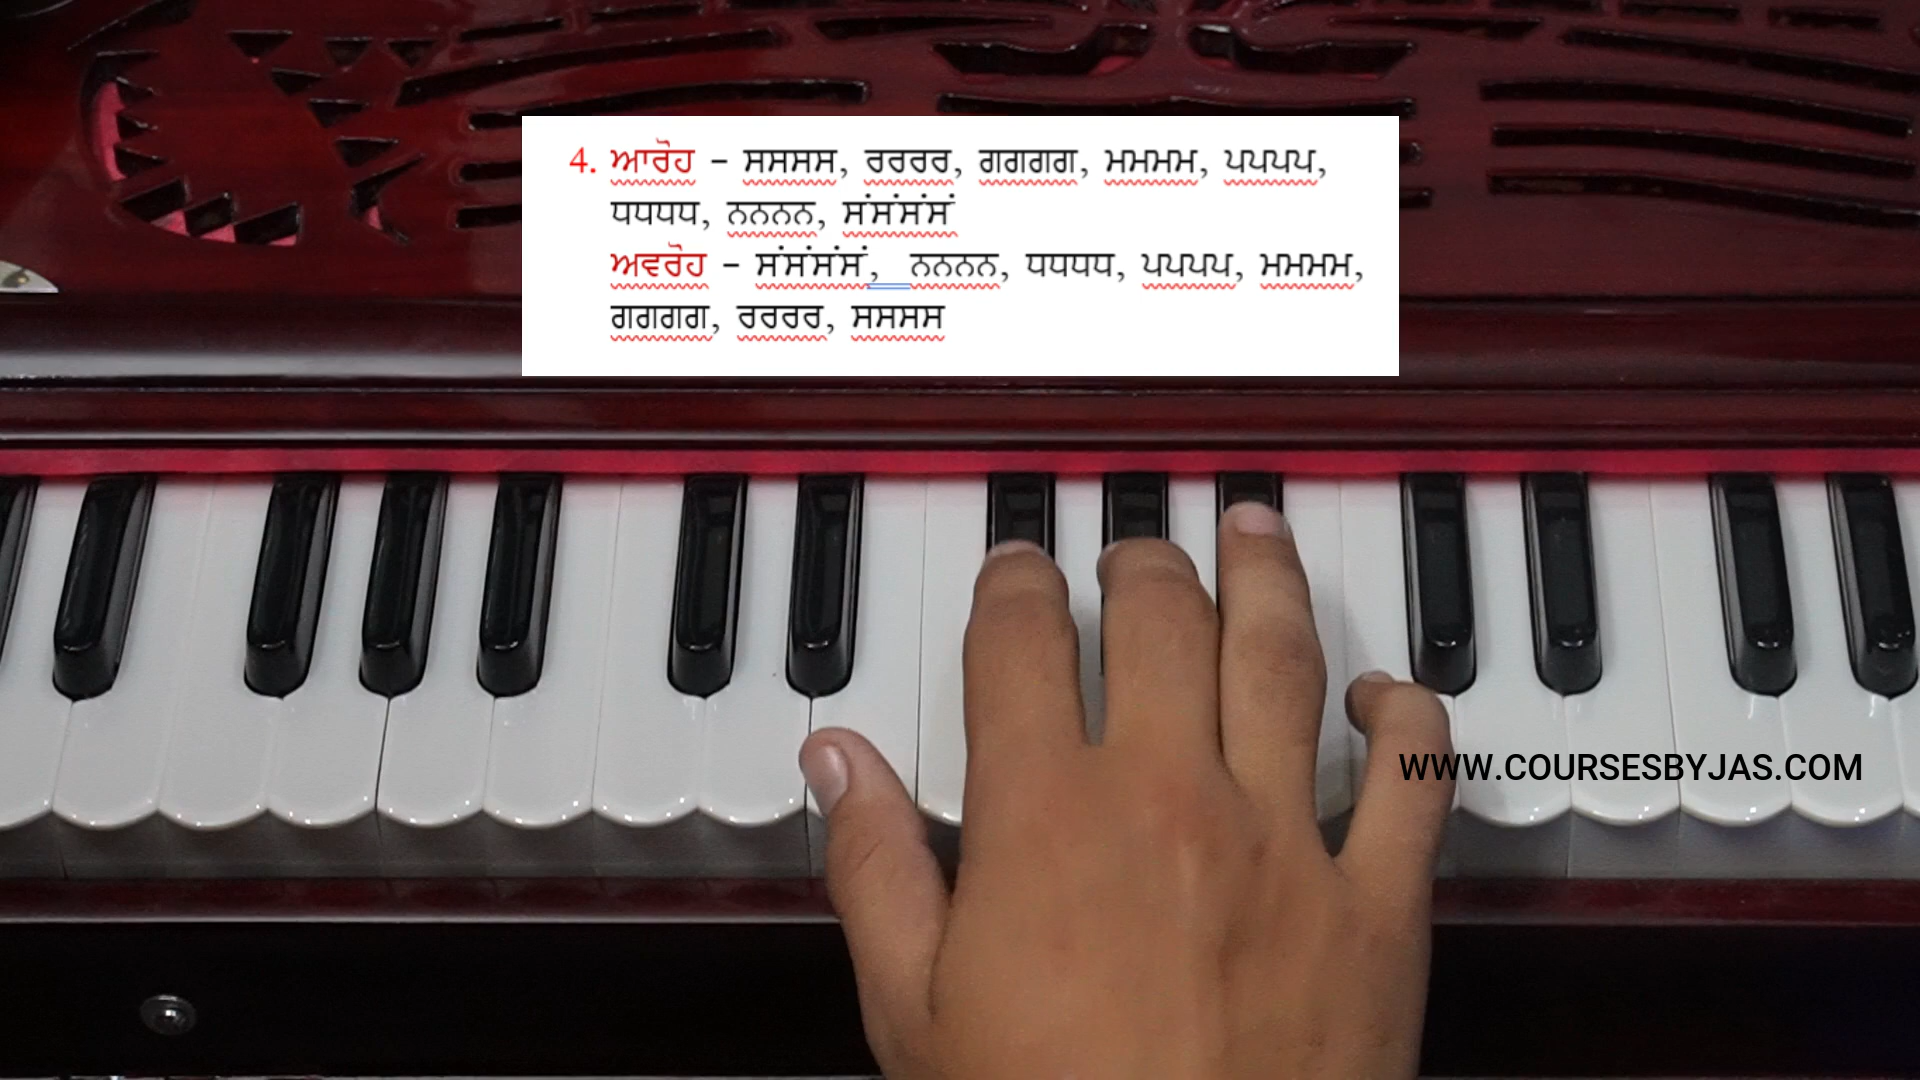 4. ਆਰੋਹ – ਸਸਸਸ, ਰਰਰਰ, ਗਗਗਗ, ਮਮਮਮ, ਪਪਪਪ,
ਧਧਧਧ, ਨਨਨਨ, ਸਂਸਂਸਂਸਂ
ਅਵਰੋਹ – ਸਂਸਂਸਂਸਂ, ਨਨਨਨ, ਧਧਧਧ, ਪਪਪਪ, ਮਮਮਮ,
ਗਗਗਗ, ਰਰਰਰ, ਸਸਸਸ
WWW.COURSESBYJAS.COM